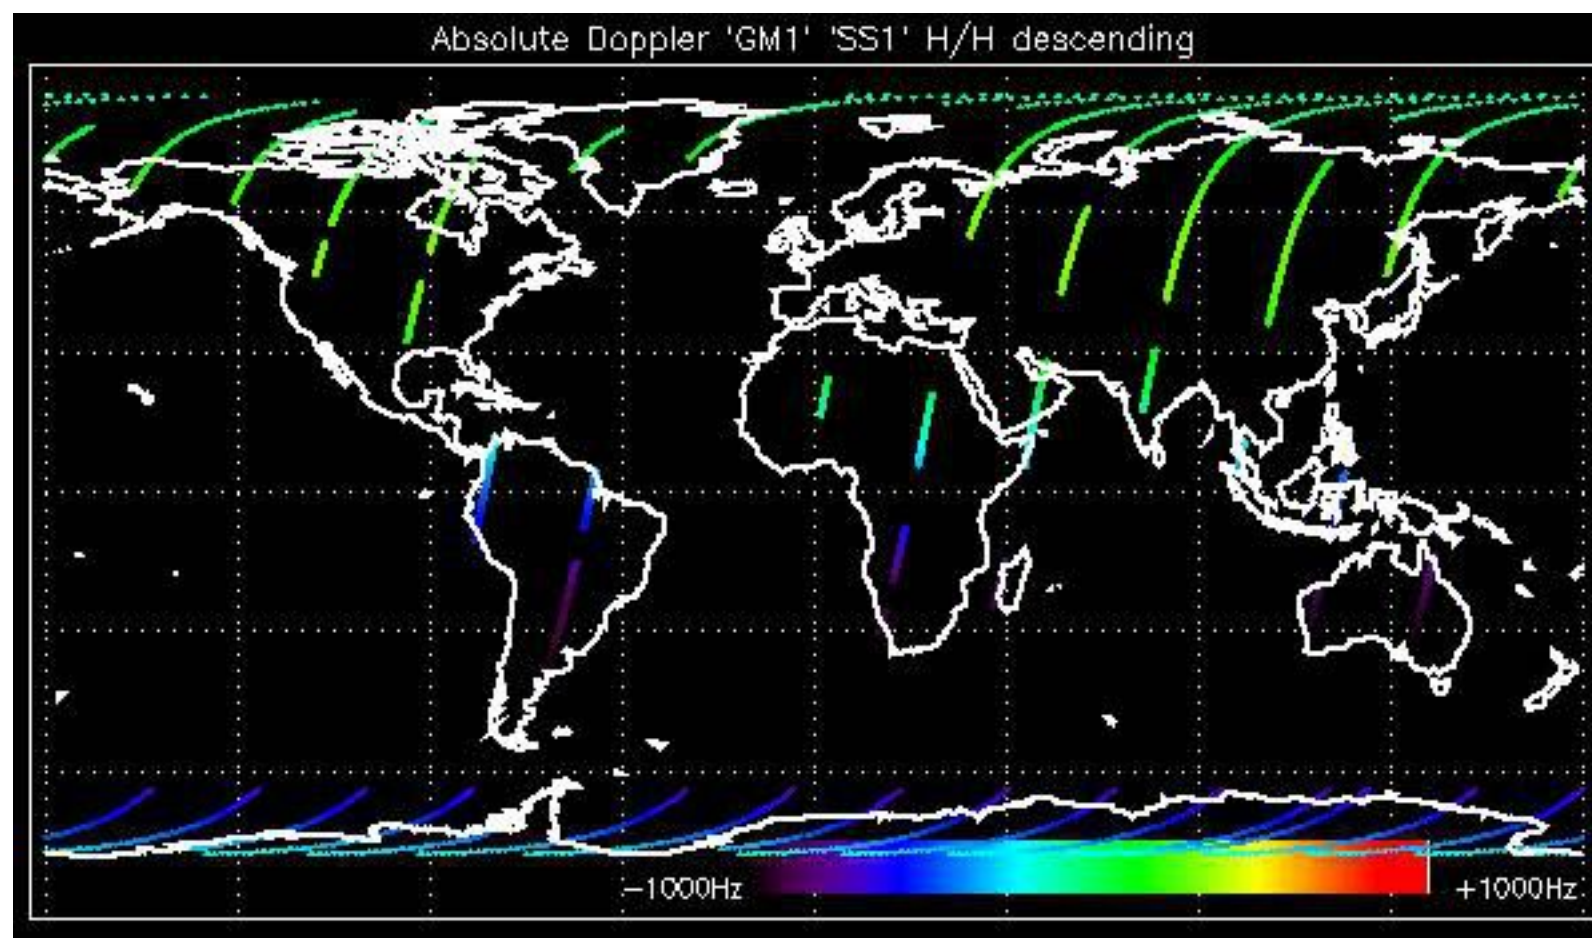 Absolute Doppler 'GM1' 'SS1' H/H descending
−1000Hz
+1000Hz